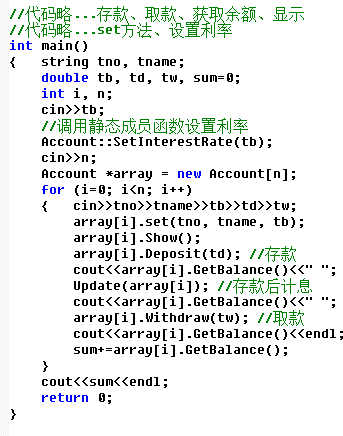 //代码略...存款、取款、获取余额、显示
//代码略...set方法、设置利率
int main()
{    string tno, tname;
    double tb, td, tw, sum=0;
    int i, n;
    cin>>tb;
    //调用静态成员函数设置利率
    Account::SetInterestRate(tb);
    cin>>n;
    Account *array = new Account[n];
    for (i=0; i<n; i++)
    {    cin>>tno>>tname>>tb>>td>>tw;
        array[i].set(tno, tname, tb);
        array[i].Show();
        array[i].Deposit(td); //存款
        cout<<array[i].GetBalance()<<" ";
        Update(array[i]); //存款后计息
        cout<<array[i].GetBalance()<<" ";
        array[i].Withdraw(tw); //取款
        cout<<array[i].GetBalance()<<endl;
        sum+=array[i].GetBalance();
    }
    cout<<sum<<endl;
    return 0;
}